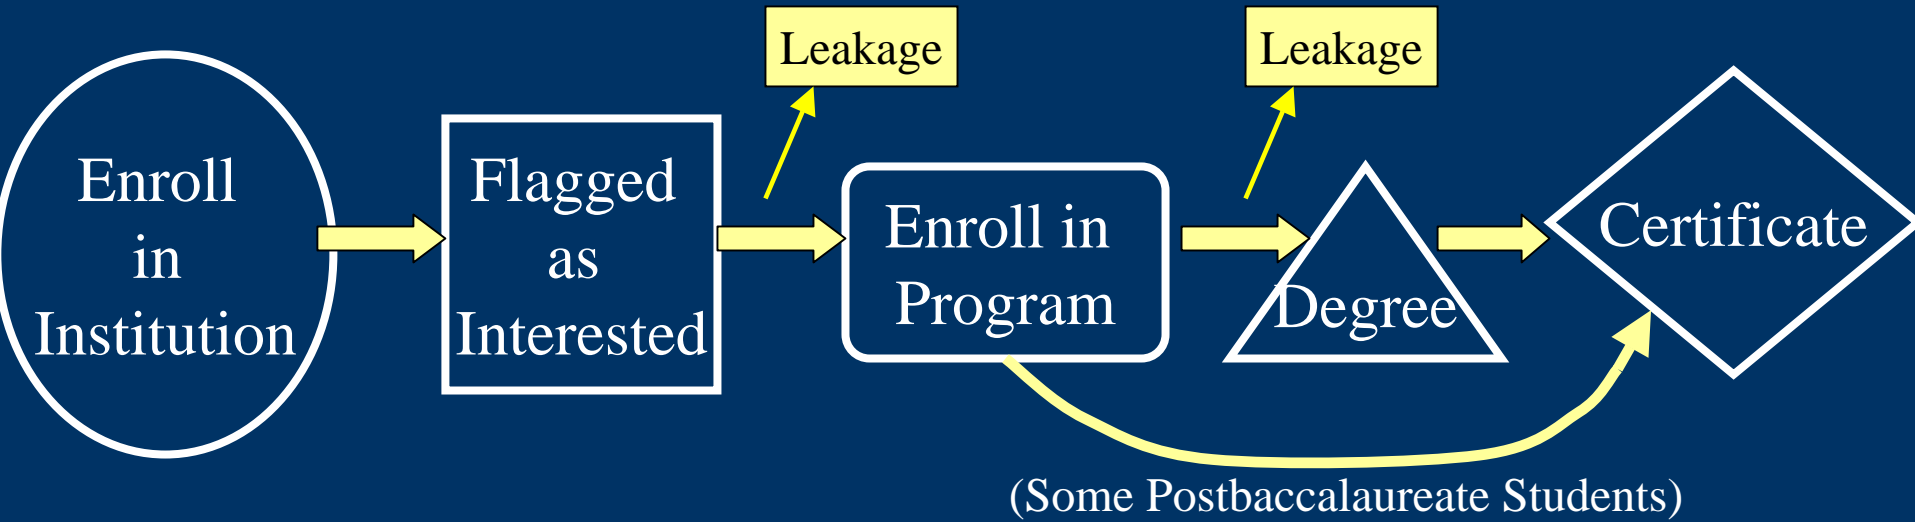 Leakage
Leakage
Enroll
in
Institution
Flagged
as
Interested
Enroll in
Program
Degree
Certificate
(Some Postbaccalaureate Students)